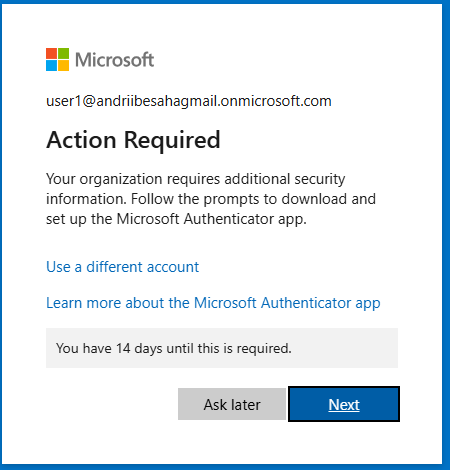 Microsoft
user1@andriibesahagmail.onmicrosoft.com
Action Required
Your organization requires additional security
information. Follow the prompts to download and
set up the Microsoft Authenticator app.
Use a different account
Learn more about the Microsoft Authenticator app
You have 14 days until this is required.
Ask later
Next